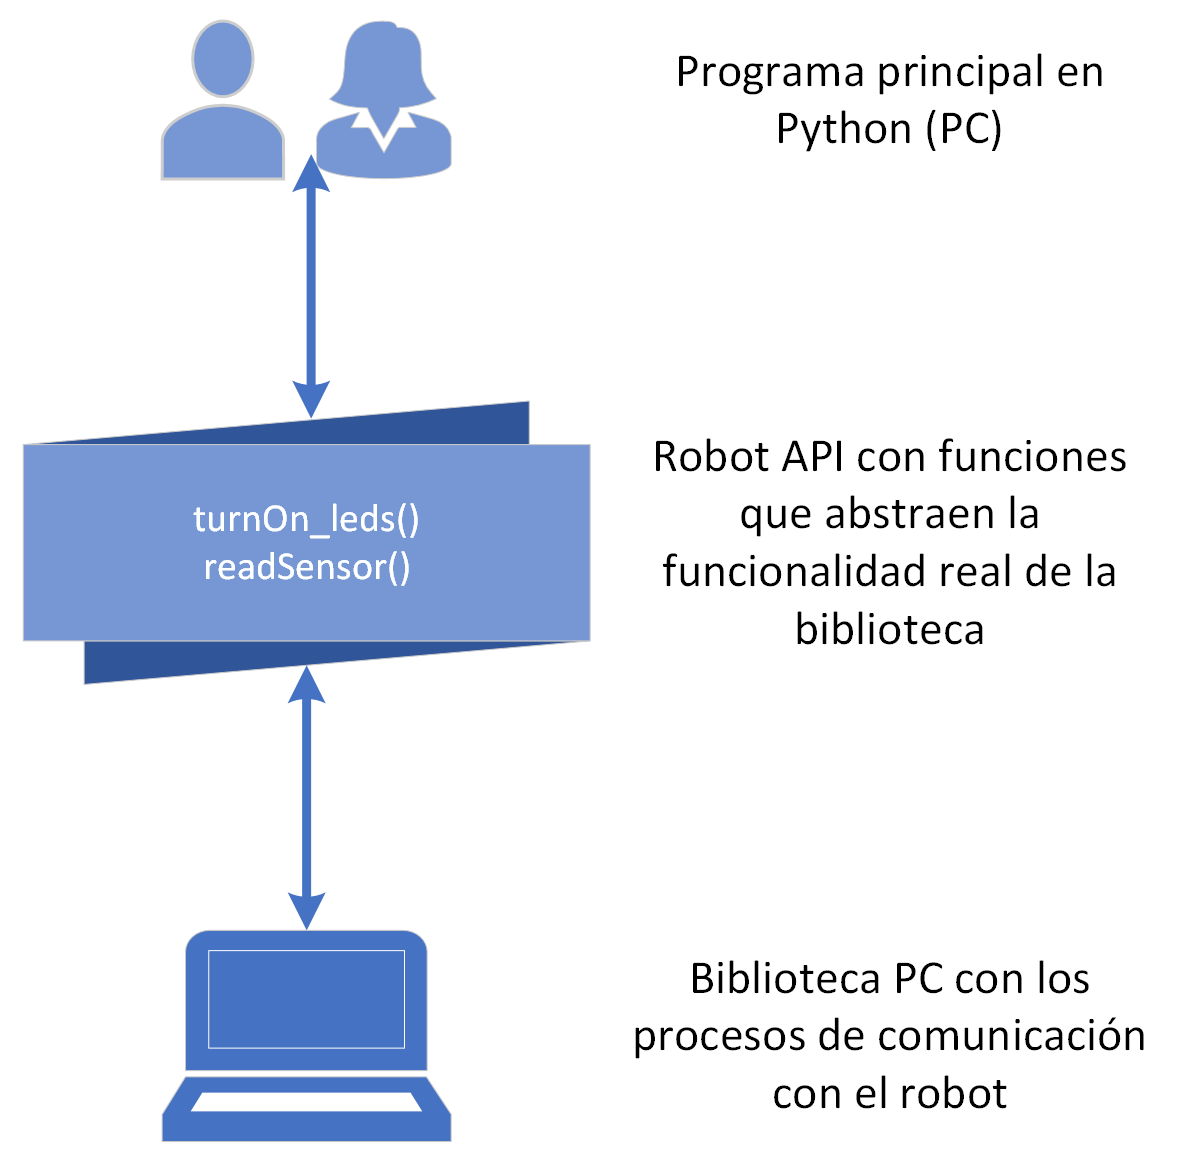 Programa principal en
Python (PC)
turnOn_leds()
readSensor()
Robot API con funciones
que abstraen la
funcionalidad real de la
biblioteca
Biblioteca PC con los
procesos de comunicación
con el robot